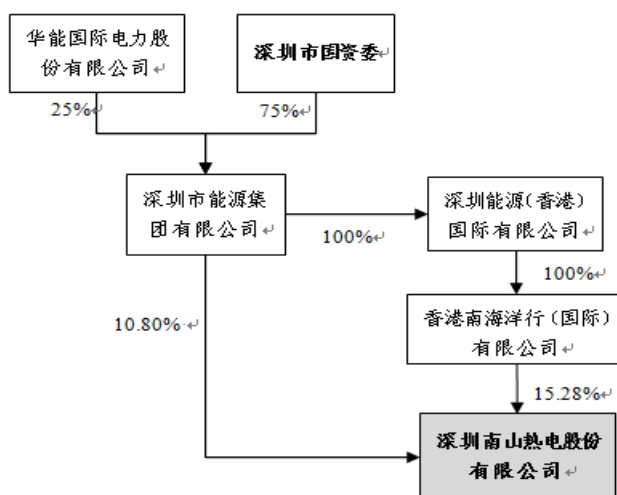 华能国际电力股
份有限公司↵
深圳市国资委↵
25%↵
75%↵
深圳市能源集
团有限公司↵
深圳能源(香港)↵
国际有限公司↵
100%↵
100%↵
10.80%↵
香港南海洋行(国际)
有限公司↵
15.28%↵
深圳南山热电股份
有限公司↵